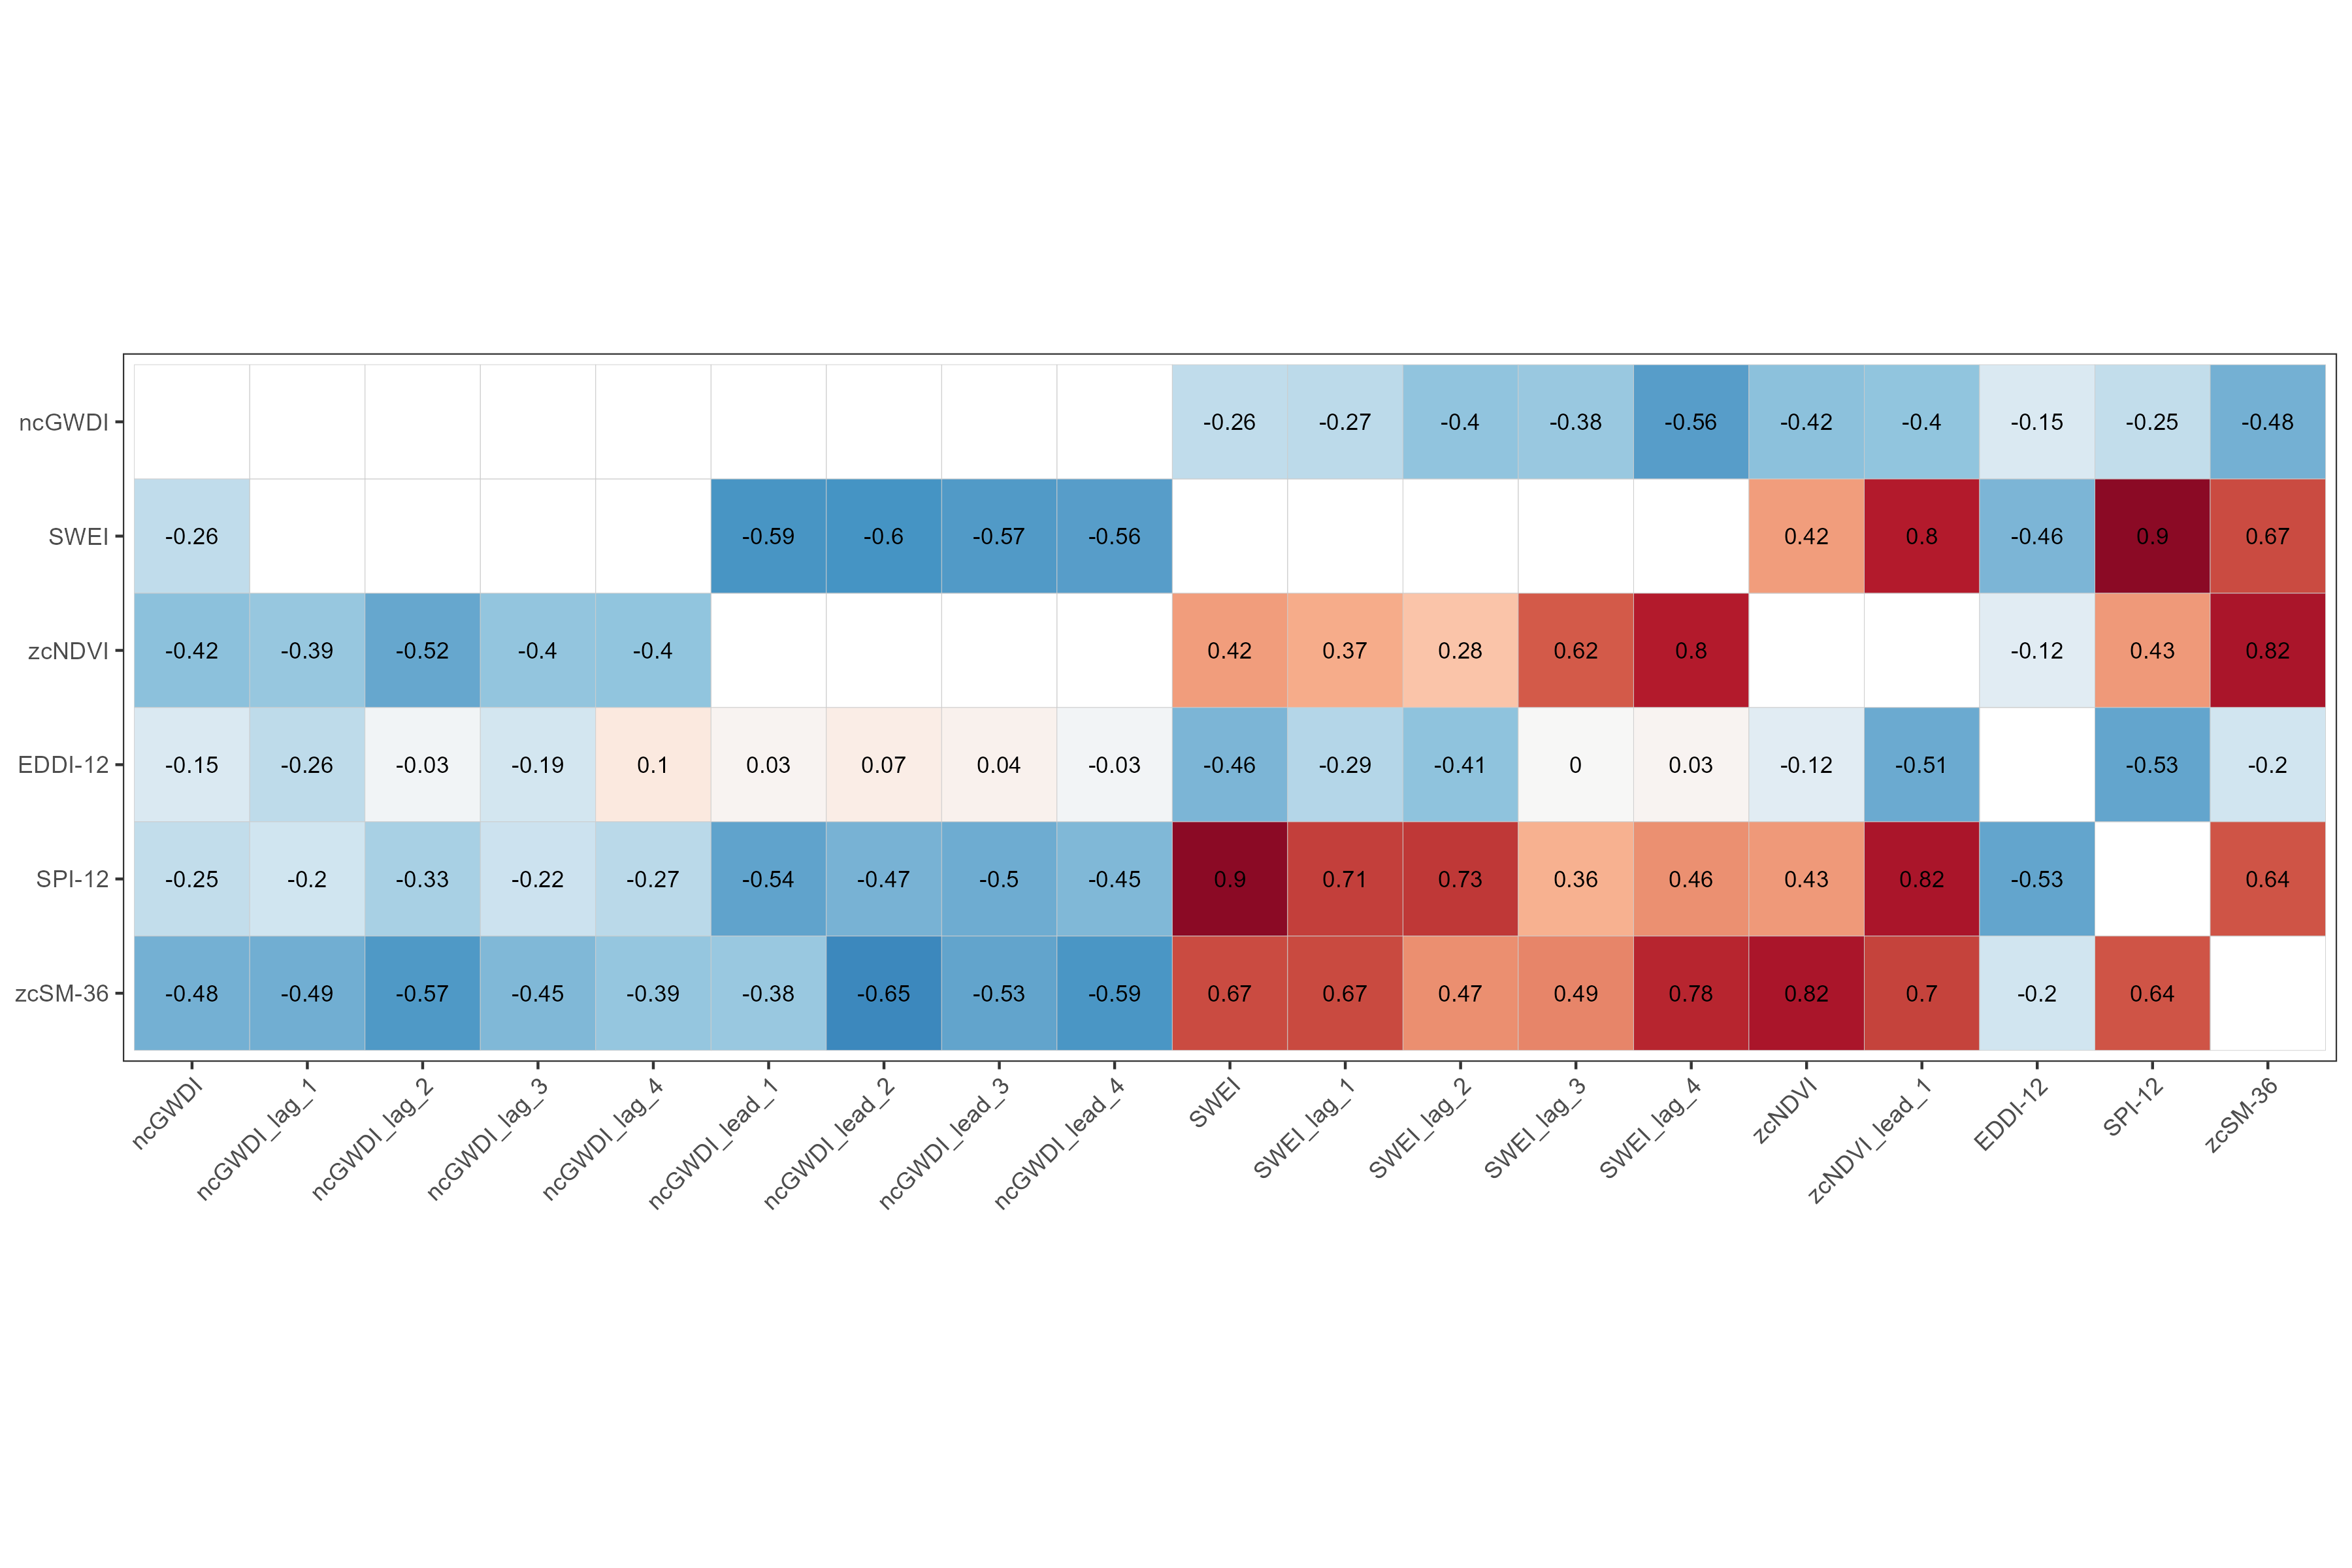 ncGWDI -0.26 -0.27 -0.4 -0.38 -0.56 -0.42 -0.4 -0.15 -0.25 -0.48
SWEI -0.26 -0.59 -0.6 -0.57 -0.56 0.42 0.8 -0.46 0.9 0.67
zcNDVI -0.42 -0.39 -0.52 -0.4 -0.4 0.42 0.37 0.28 0.62 0.8 -0.12 0.43 0.82
EDDI-12 -0.15 -0.26 -0.03 -0.19 0.1 0.03 0.07 0.04 -0.03 -0.46 -0.29 -0.41 0 0.03 -0.12 -0.51 -0.53 -0.2
SPI-12 -0.25 -0.2 -0.33 -0.22 -0.27 -0.54 -0.47 -0.5 -0.45 0.9 0.71 0.73 0.36 0.46 0.43 0.82 -0.53 0.64
zcSM-36 -0.48 -0.49 -0.57 -0.45 -0.39 -0.38 -0.65 -0.53 -0.59 0.67 0.67 0.47 0.49 0.78 0.82 0.7 -0.2 0.64
ncGWDI ncGWDI_lag_1 ncGWDI_lag_2 ncGWDI_lag_3 ncGWDI_lag_4 ncGWDI_lead_1 ncGWDI_lead_2 ncGWDI_lead_3 ncGWDI_lead_4 SWEI SWEI_lag_1 SWEI_lag_2 SWEI_lag_3 SWEI_lag_4 zcNDVI zcNDVI_lead_1 EDDI-12 SPI-12 zcSM-36